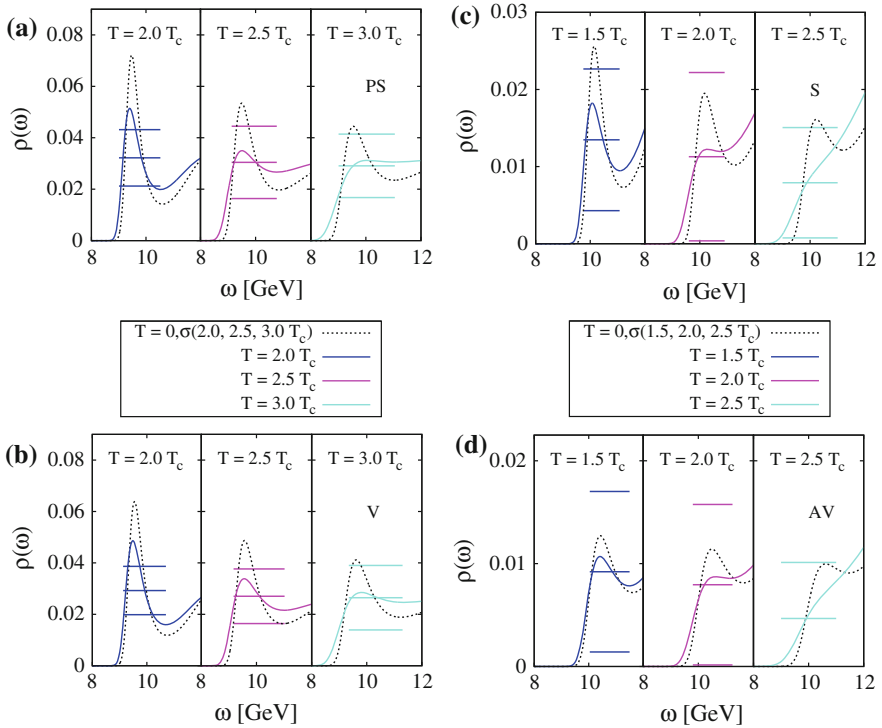 (a)
0.08
0.06
0.04
0.02
0
ρ(ω)
T = 2.0 T_c
T = 2.5 T_c
T = 3.0 T_c
PS
8 10 8 10 8 10 12
ω [GeV]
(c)
0.03
0.02
0.01
0
ρ(ω)
T = 1.5 T_c
T = 2.0 T_c
T = 2.5 T_c
S
8 10 8 10 8 10 12
ω [GeV]
T = 0,σ(2.0, 2.5, 3.0 T_c)
T = 2.0 T_c
T = 2.5 T_c
T = 3.0 T_c
T = 0,σ(1.5, 2.0, 2.5 T_c)
T = 1.5 T_c
T = 2.0 T_c
T = 2.5 T_c
(b)
0.08
0.06
0.04
0.02
0
ρ(ω)
T = 2.0 T_c
T = 2.5 T_c
T = 3.0 T_c
V
8 10 8 10 8 10 12
ω [GeV]
(d)
0.02
0.01
0
ρ(ω)
T = 1.5 T_c
T = 2.0 T_c
T = 2.5 T_c
AV
8 10 8 10 8 10 12
ω [GeV]